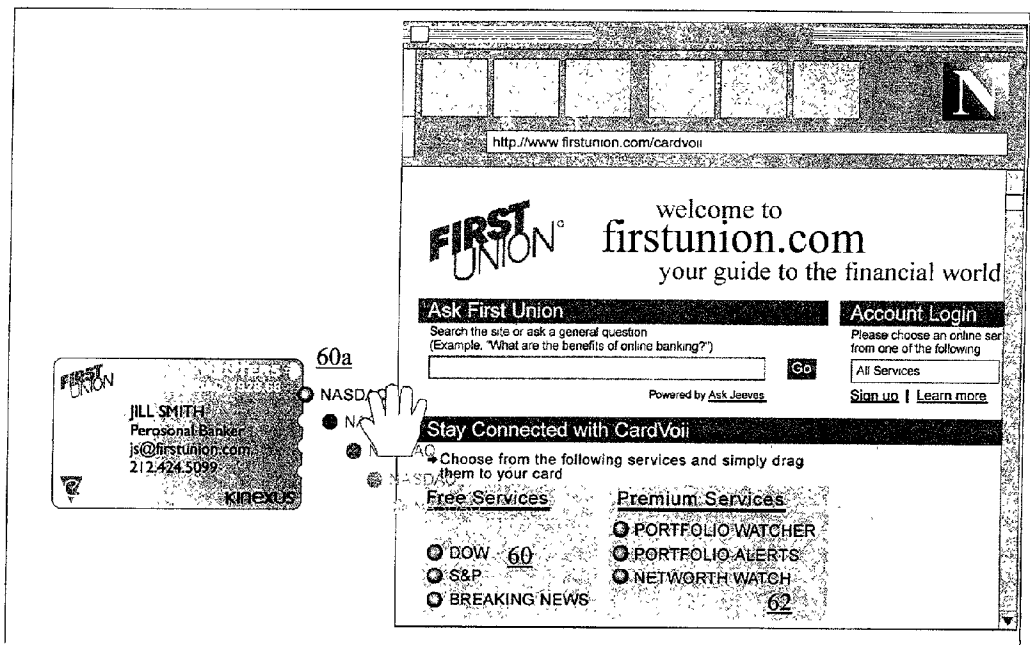 N
http.//www firstunion.com/cardvoii
FIRST
UNION
welcome to
firstunion.com
your guide to the financial world
Ask First Union
Search the site or ask a general question
(Example, "What are the benefits of online banking?")
Go
Powered by Ask Jeeves
Account Login
Please choose an online ser
from one of the following
All Services
Sign up | Learn more
60a
FIRST
UNION
JILL SMITH
Perosonal Banker
js@firstunion.com
212.424.5099
KINEXUS
NASDAQ
NASDAQ
Stay Connected with CardVoii
Choose from the following services and simply drag
them to your card
Free Services
DOW 60
S&P
BREAKING NEWS
Premium Services
PORTFOLIO WATCHER
PORTFOLIO ALERTS
NETWORTH WATCH
62